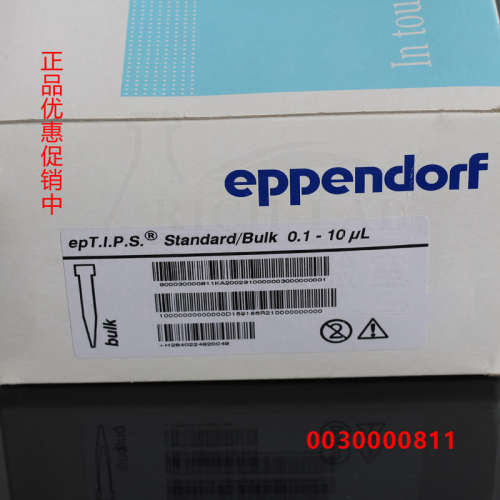 In tou
正品优惠促销中
eppendorf
epT.I.P.S.® Standard/Bulk 0.1 - 10 µL
bulk
0030000811